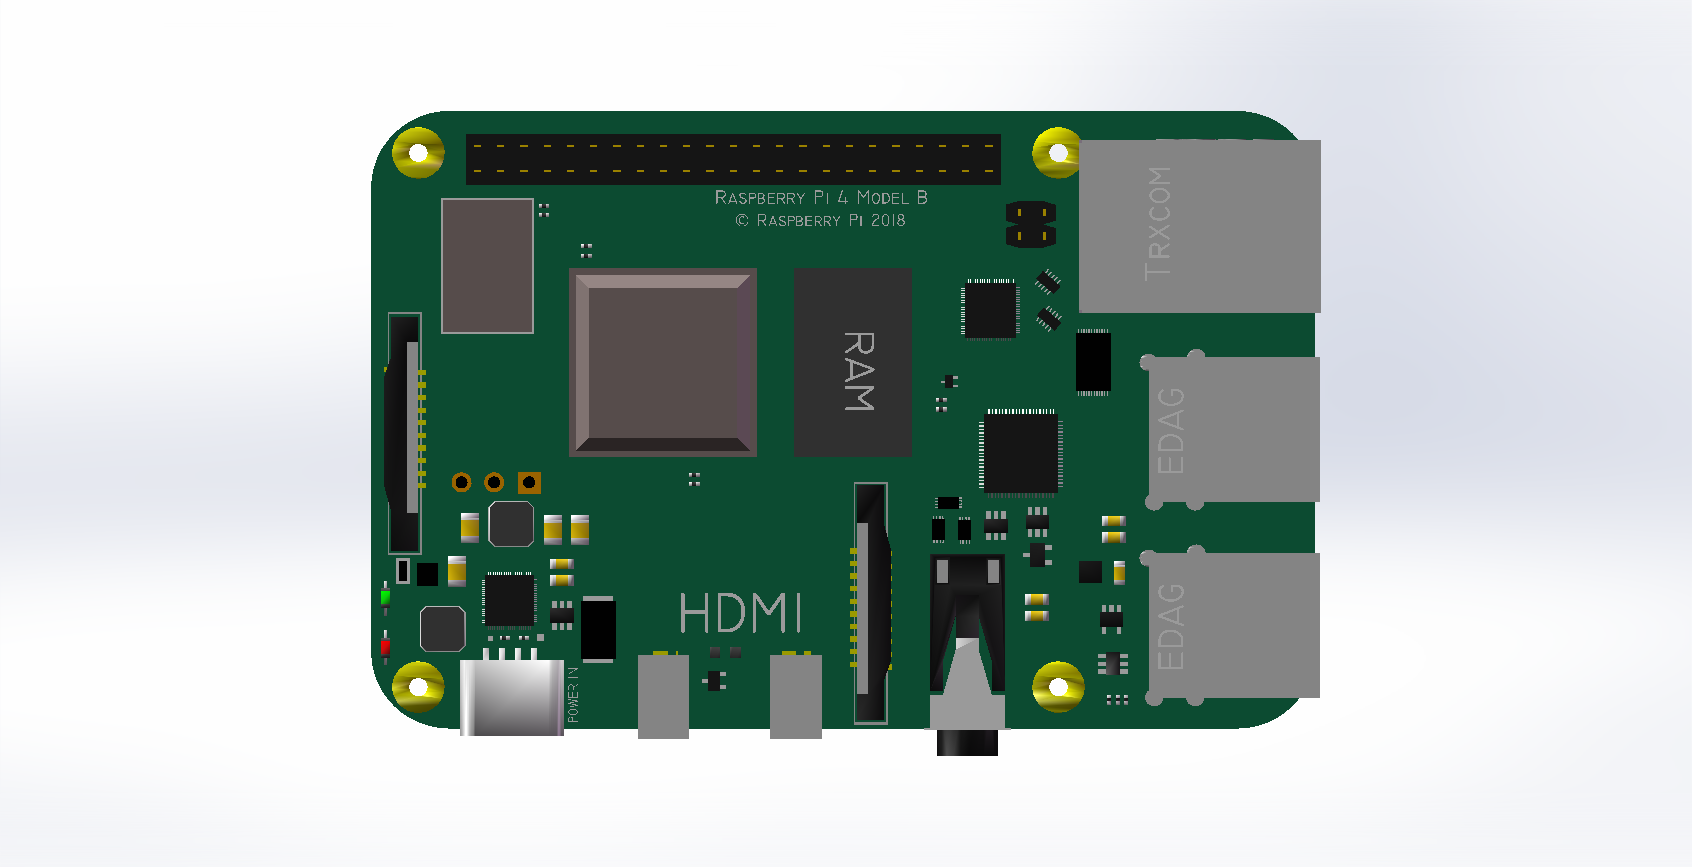 Raspberry Pi 4 Model B
© Raspberry Pi 2018
Trxcom
RAM
EDAG
EDAG
HDMI
POWER IN